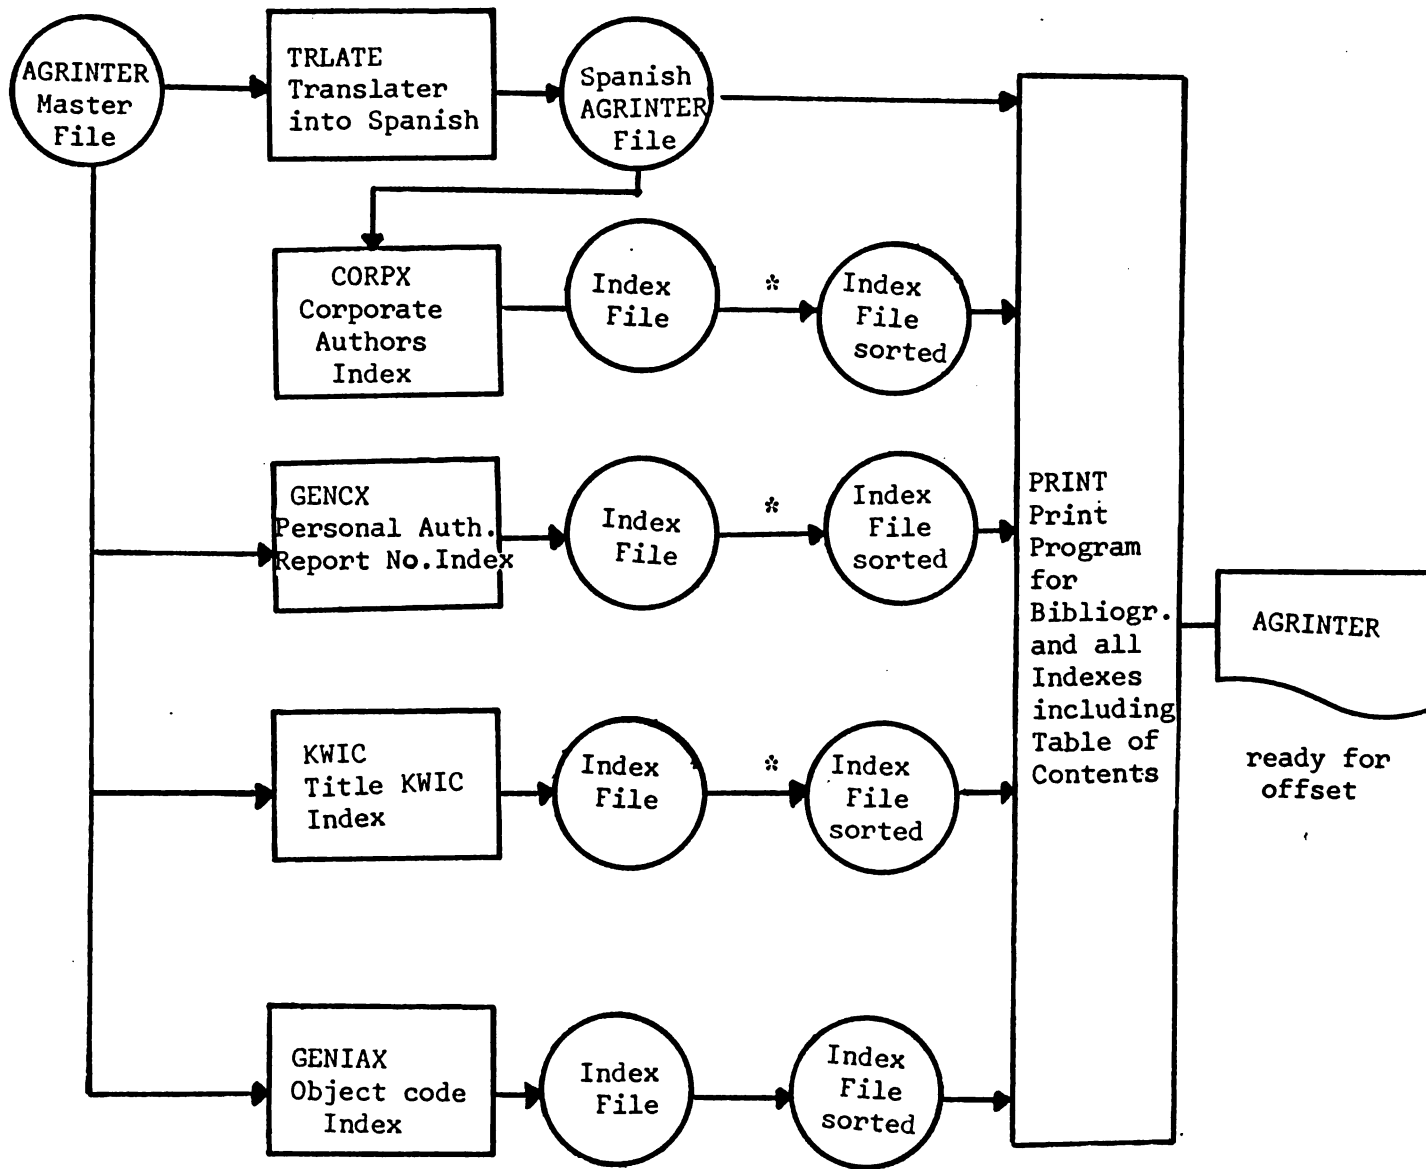 AGRINTER
Master
File
TRLATE
Translater
into Spanish
Spanish
AGRINTER
File
CORPX
Corporate
Authors
Index
Index
File
*
Index
File
sorted
GENCX
Personal Auth.
Report No.Index
Index
File
*
Index
File
sorted
KWIC
Title KWIC
Index
Index
File
*
Index
File
sorted
GENIAX
Object code
Index
Index
File
Index
File
sorted
PRINT
Print
Program
for
Bibliogr.
and all
Indexes
including
Table of
Contents
AGRINTER
ready for
offset